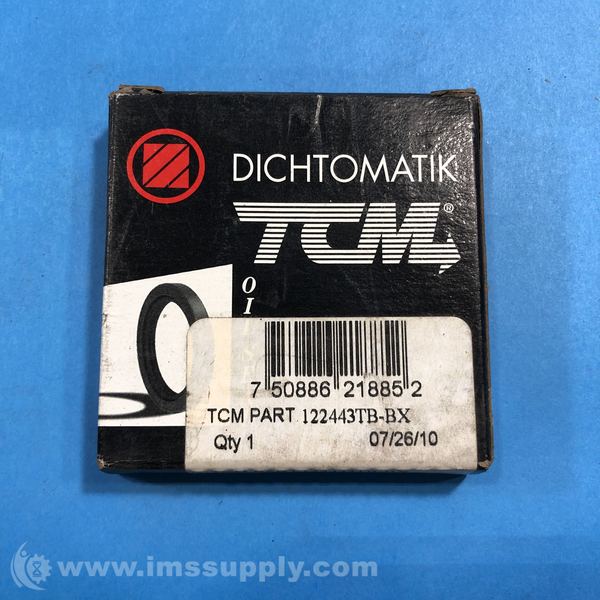 DICHTOMATIK
TCM®
7 50886 21885 2
TCM PART 122443TB-BX
Qty 1
07/26/10
www.imssupply.com